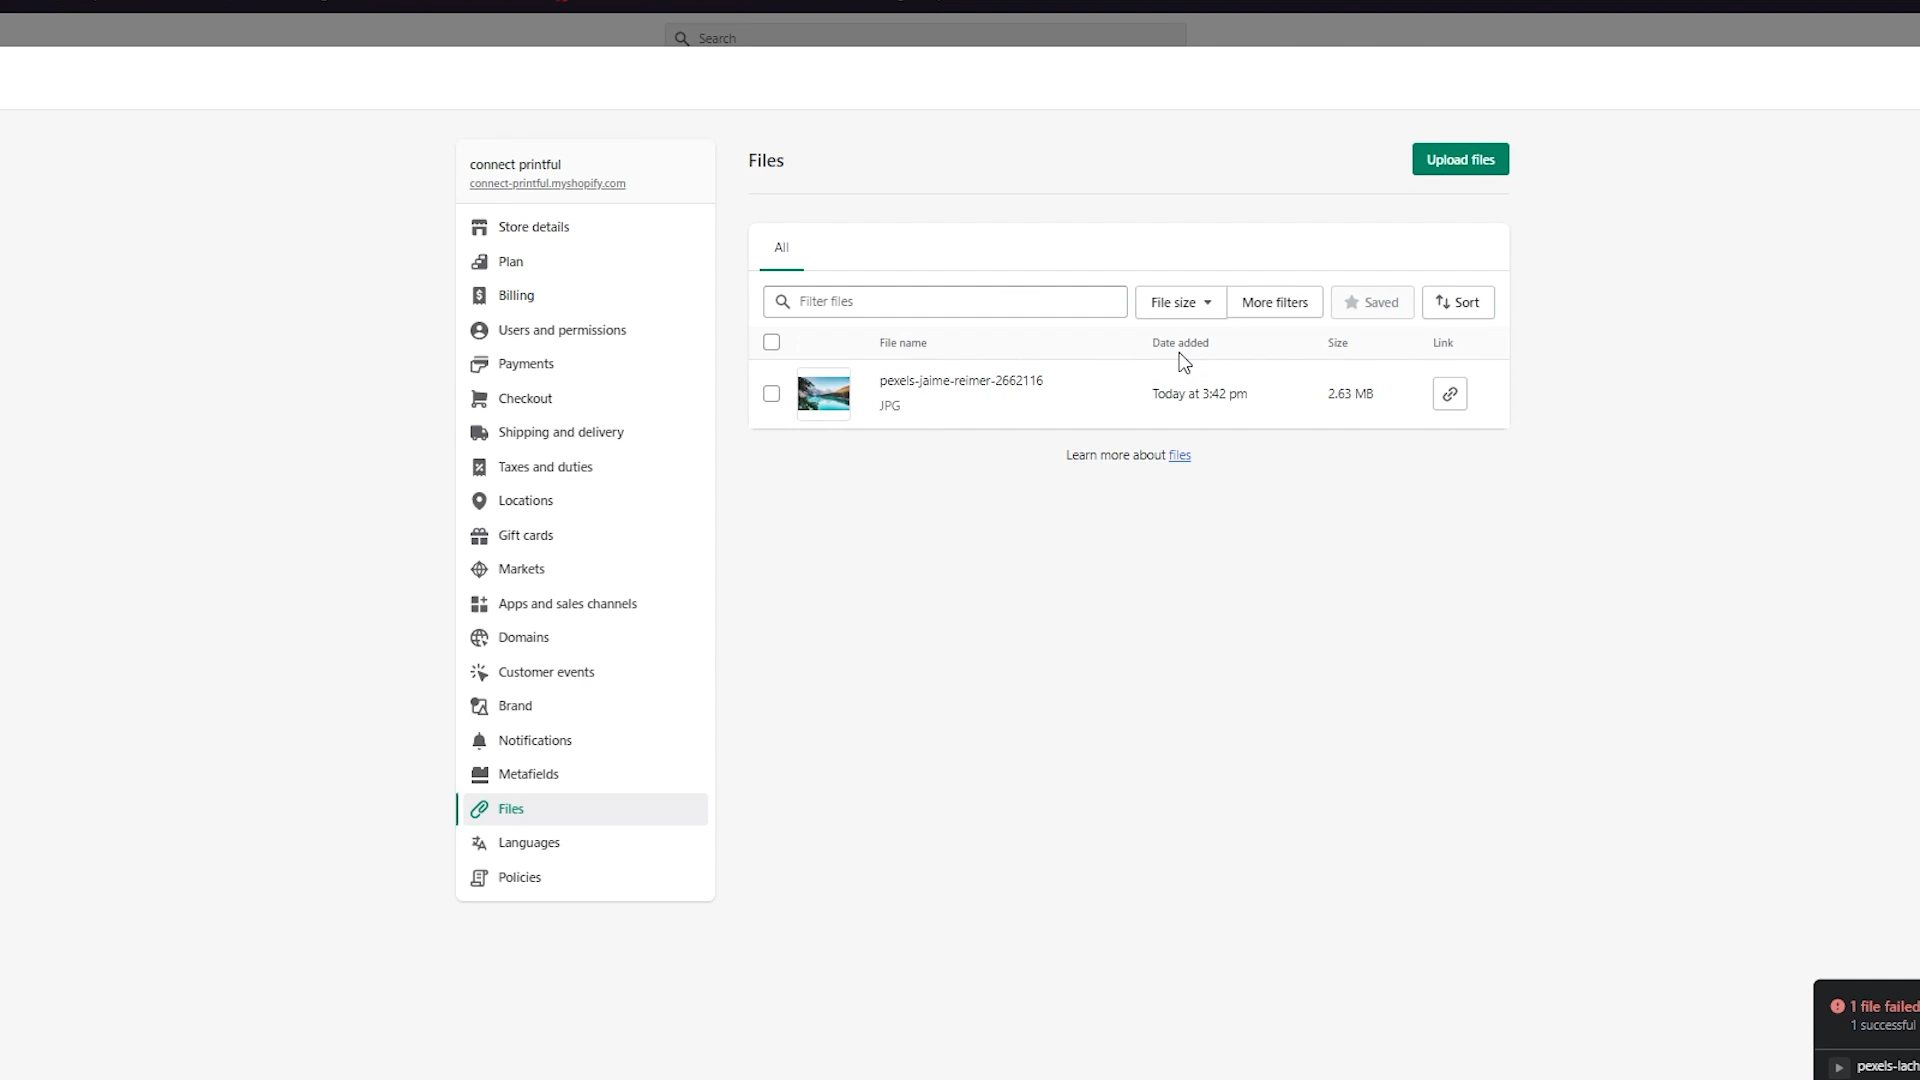 Search
connect printful
connect-printful.myshopify.com
Store details
Plan
Billing
Users and permissions
Payments
Checkout
Shipping and delivery
Taxes and duties
Locations
Gift cards
Markets
Apps and sales channels
Domains
Customer events
Brand
Notifications
Metafields
Files
Languages
Policies
Files
Upload files
All
Filter files
File size
More filters
Saved
Sort
File name
Date added
Size
Link
pexels-jaime-reimer-2662116
JPG
Today at 3:42 pm
2.63 MB
Learn more about files
1 file failed
1 successful
pexels-lach